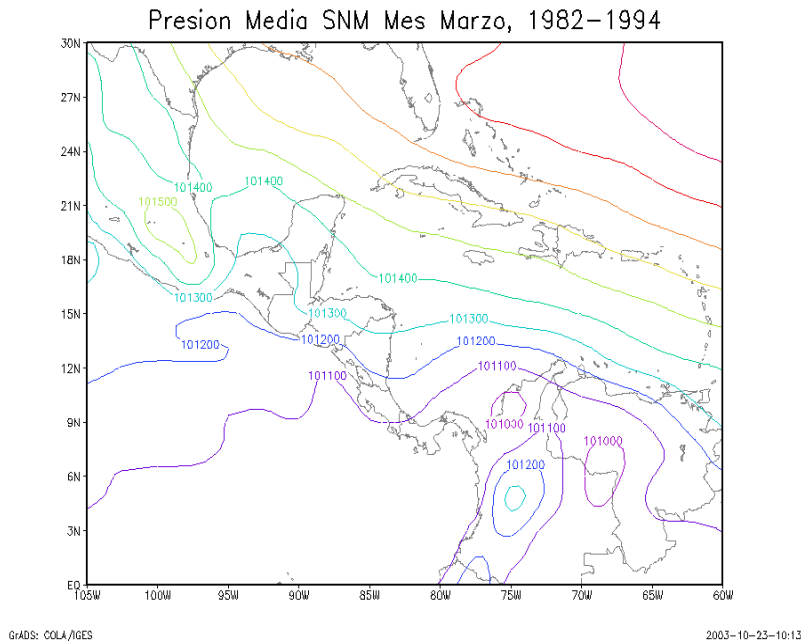 Presion Media SNM Mes Marzo, 1982-1994
30N
27N
24N
21N
18N
15N
12N
9N
6N
3N
EQ
101400
101400
101500
101400
101300
101300
101300
101200
101200
101200
101100
101100
101000
101100
101000
101200
105W 100W 95W 90W 85W 80W 75W 70W 65W 60W
GrADS: COLA/IGES
2003-10-23-10:13